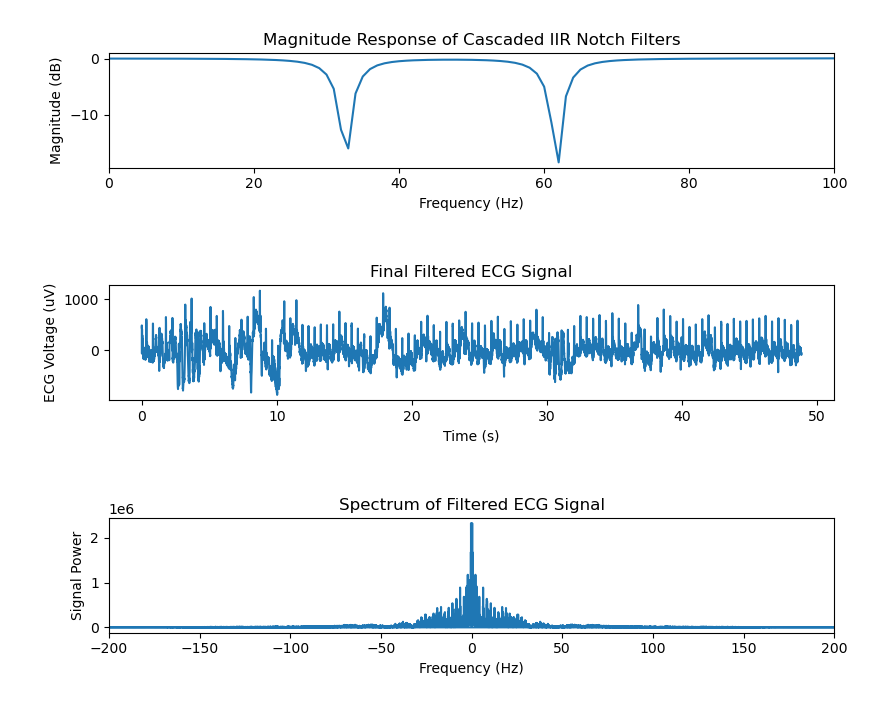 Magnitude Response of Cascaded IIR Notch Filters
Magnitude (dB)
0
−10
0 20 40 60 80 100
Frequency (Hz)
Final Filtered ECG Signal
ECG Voltage (uV)
1000
0
0 10 20 30 40 50
Time (s)
Spectrum of Filtered ECG Signal
1e6
Signal Power
2
1
0
−200 −150 −100 −50 0 50 100 150 200
Frequency (Hz)